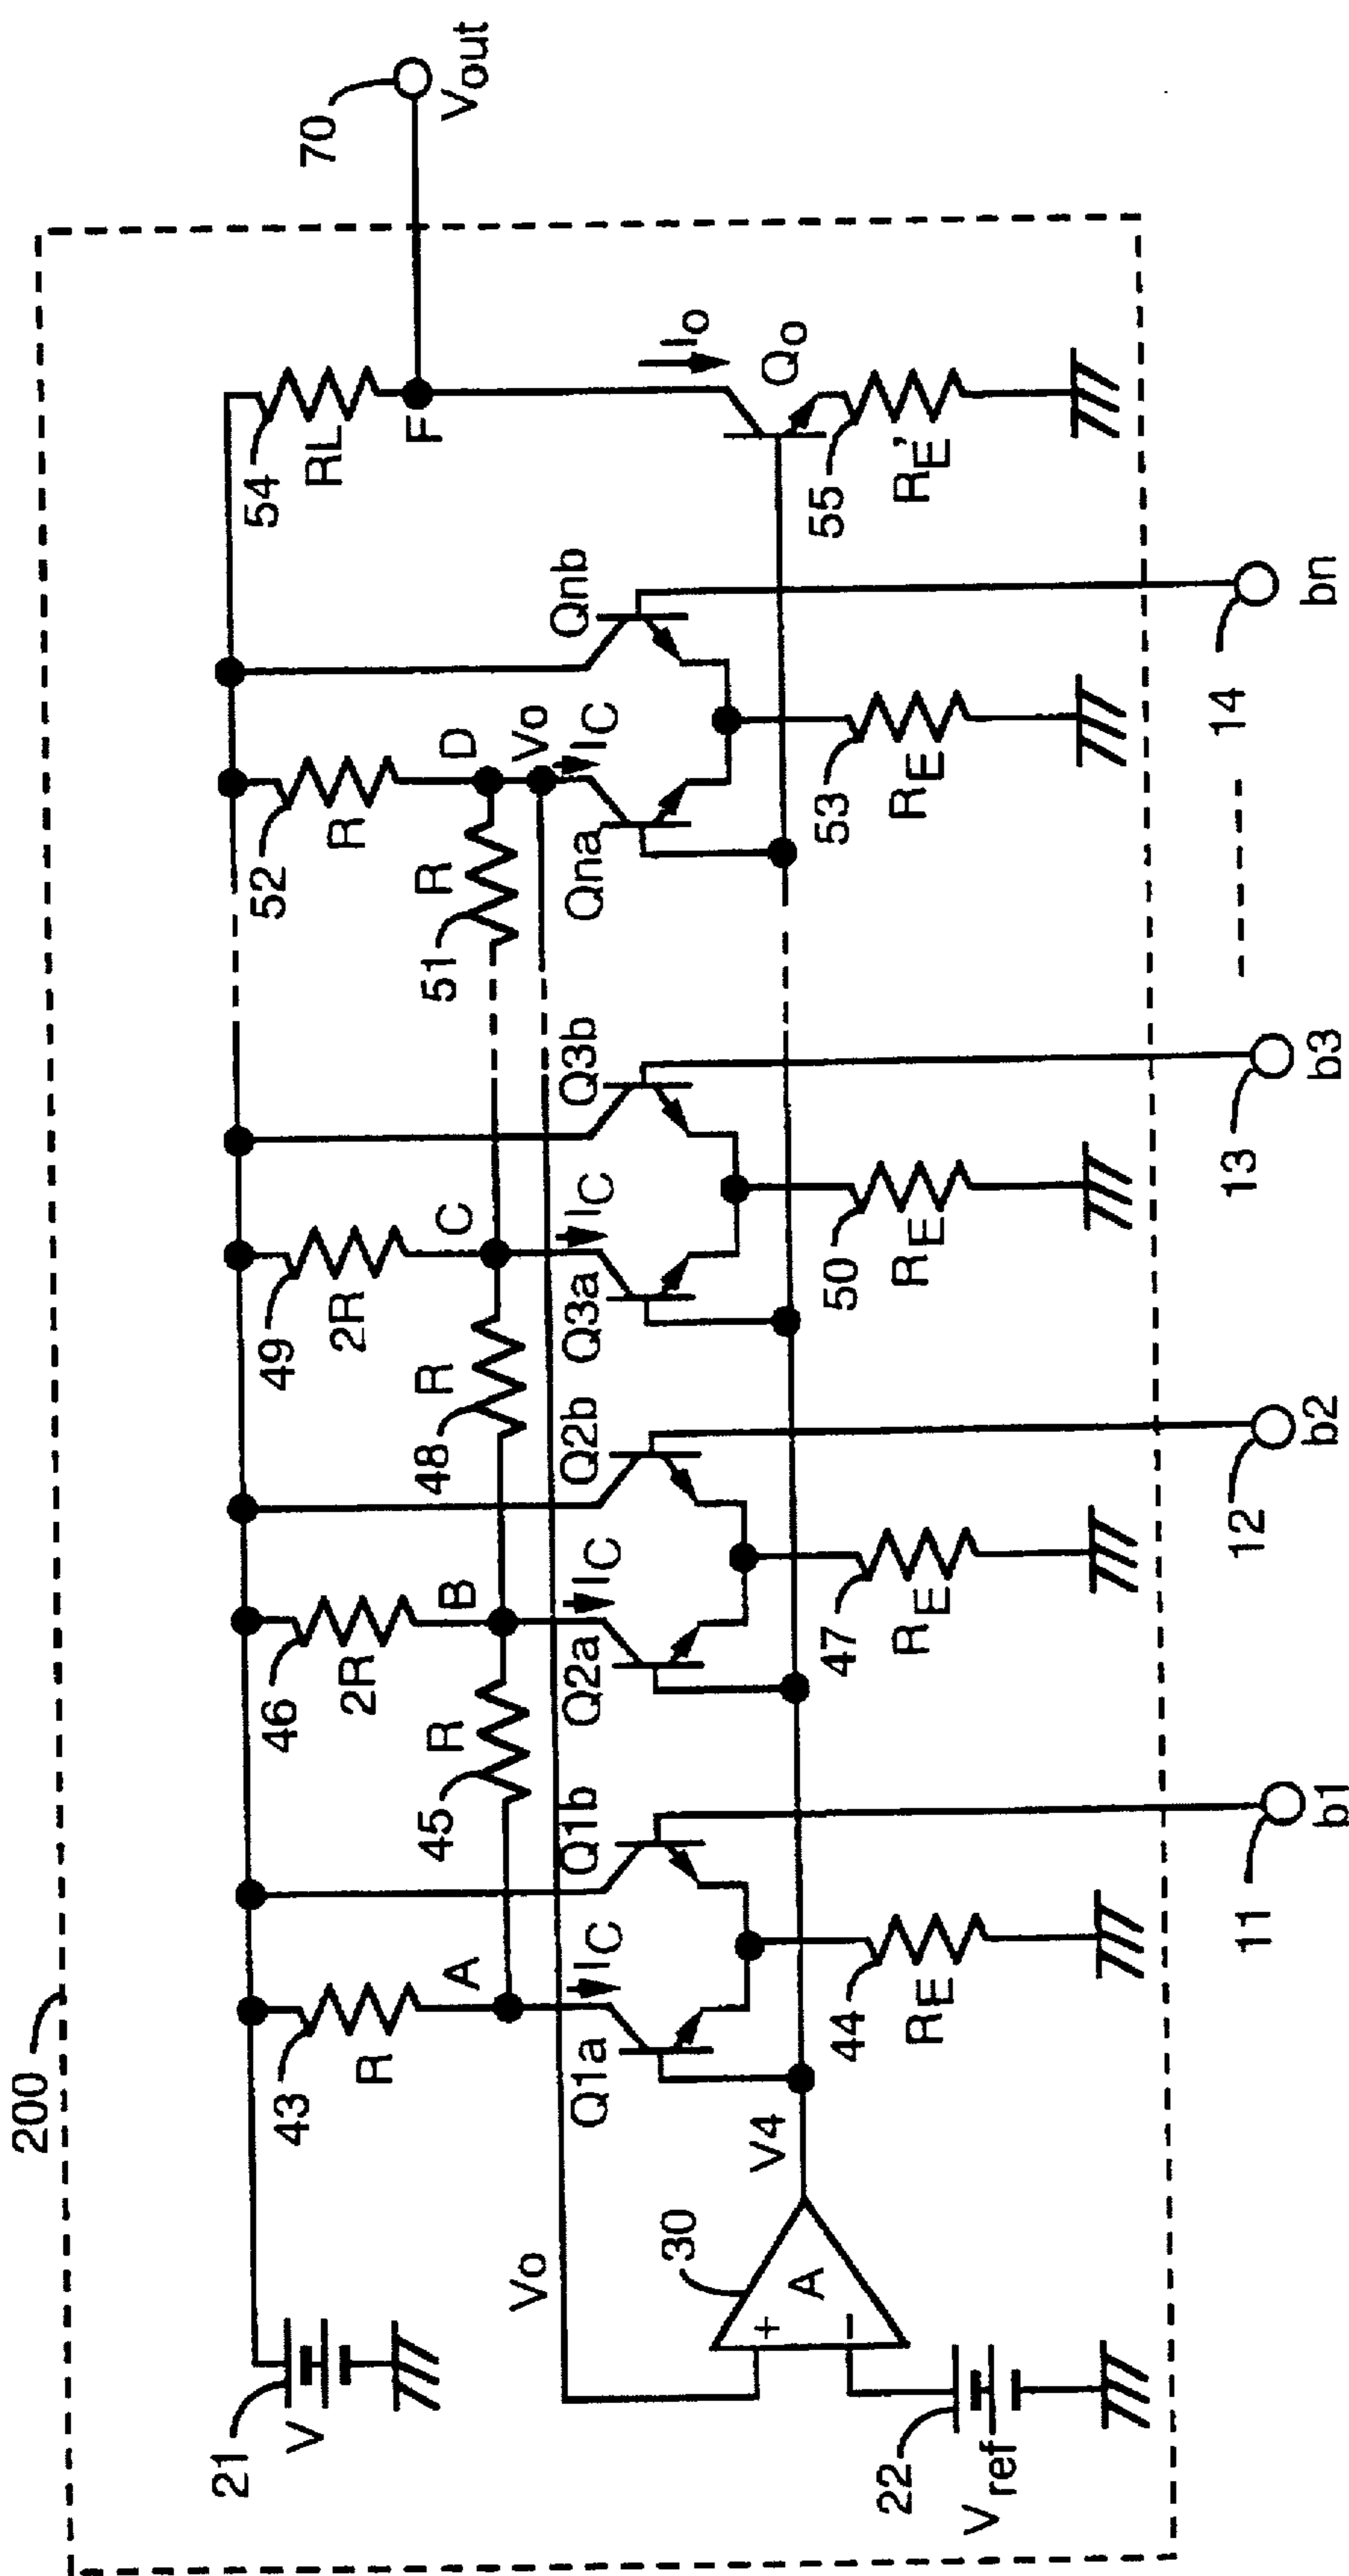 200
21
V
43
R
A
46
2R
B
49
2R
C
52
R
D
54
RL
F
70
Vout
45
R
48
R
51
R
Vo
Vo
Q1a
IC
Q1b
Q2a
IC
Q2b
Q3a
IC
Q3b
Qna
IC
Qnb
Io
Qo
30
+
A
−
V4
44
RE
47
RE
50
RE
53
RE
55
RE'
22
Vref
11
b1
12
b2
13
b3
14
bn